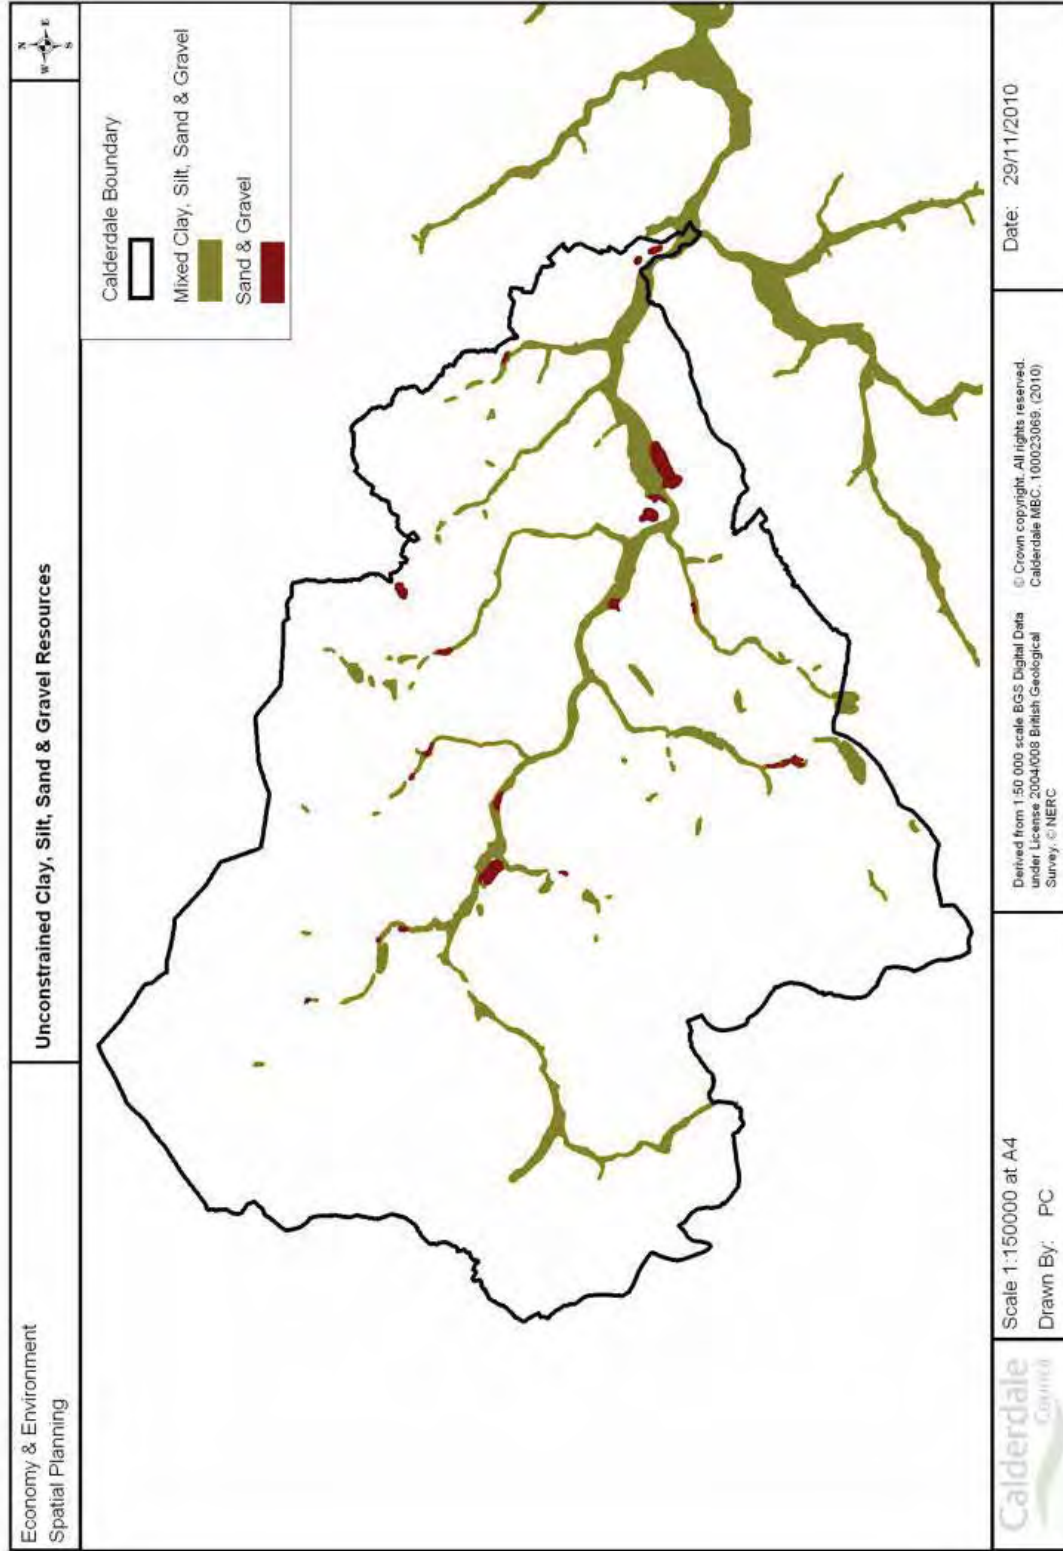 Economy & Environment
Spatial Planning
Unconstrained Clay, Silt, Sand & Gravel Resources
N
W
E
S
Calderdale Boundary
Mixed Clay, Silt, Sand & Gravel
Sand & Gravel
Calderdale
Council
Scale 1:150000 at A4
Drawn By: PC
Derived from 1:50 000 scale BGS Digital Data
under License 2004/008 British Geological
Survey. © NERC
© Crown copyright. All rights reserved.
Calderdale MBC. 100023069. (2010)
Date: 29/11/2010